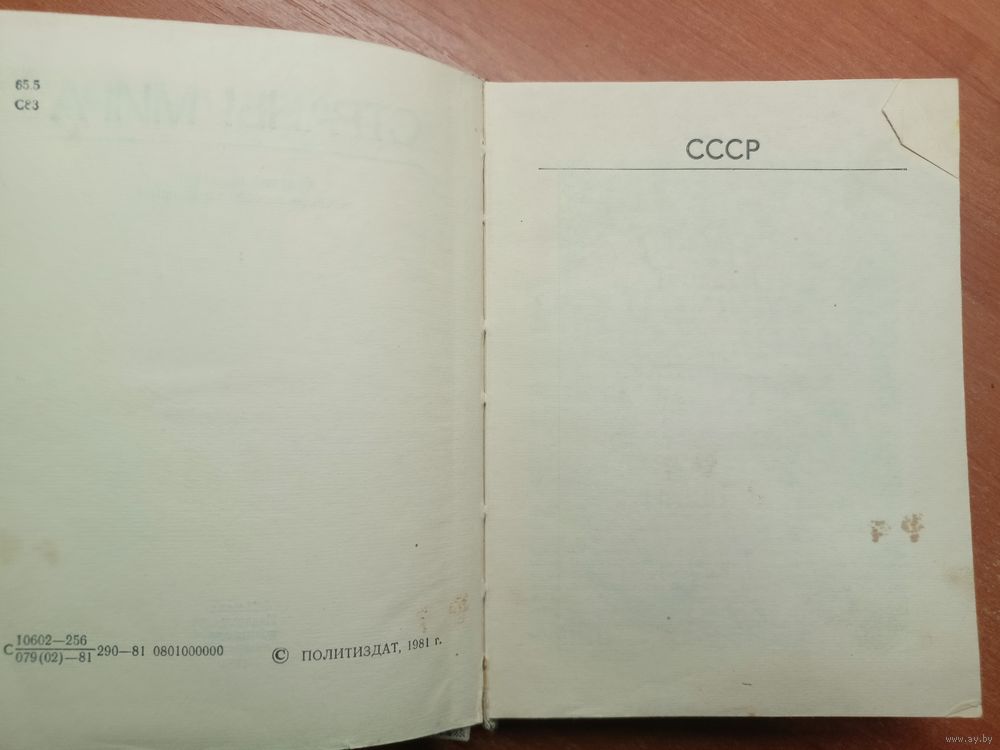 65.5
С83
С 10602—256
079(02)—81 290—81 0801000000
© ПОЛИТИЗДАТ, 1981 г.
СССР
www.ay.by